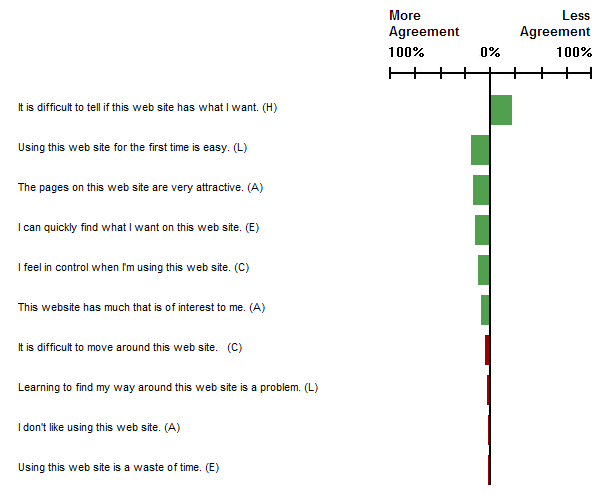 More Less
Agreement Agreement
100% 0% 100%
It is difficult to tell if this web site has what I want. (H)
Using this web site for the first time is easy. (L)
The pages on this web site are very attractive. (A)
I can quickly find what I want on this web site. (E)
I feel in control when I'm using this web site. (C)
This website has much that is of interest to me. (A)
It is difficult to move around this web site. (C)
Learning to find my way around this web site is a problem. (L)
I don't like using this web site. (A)
Using this web site is a waste of time. (E)